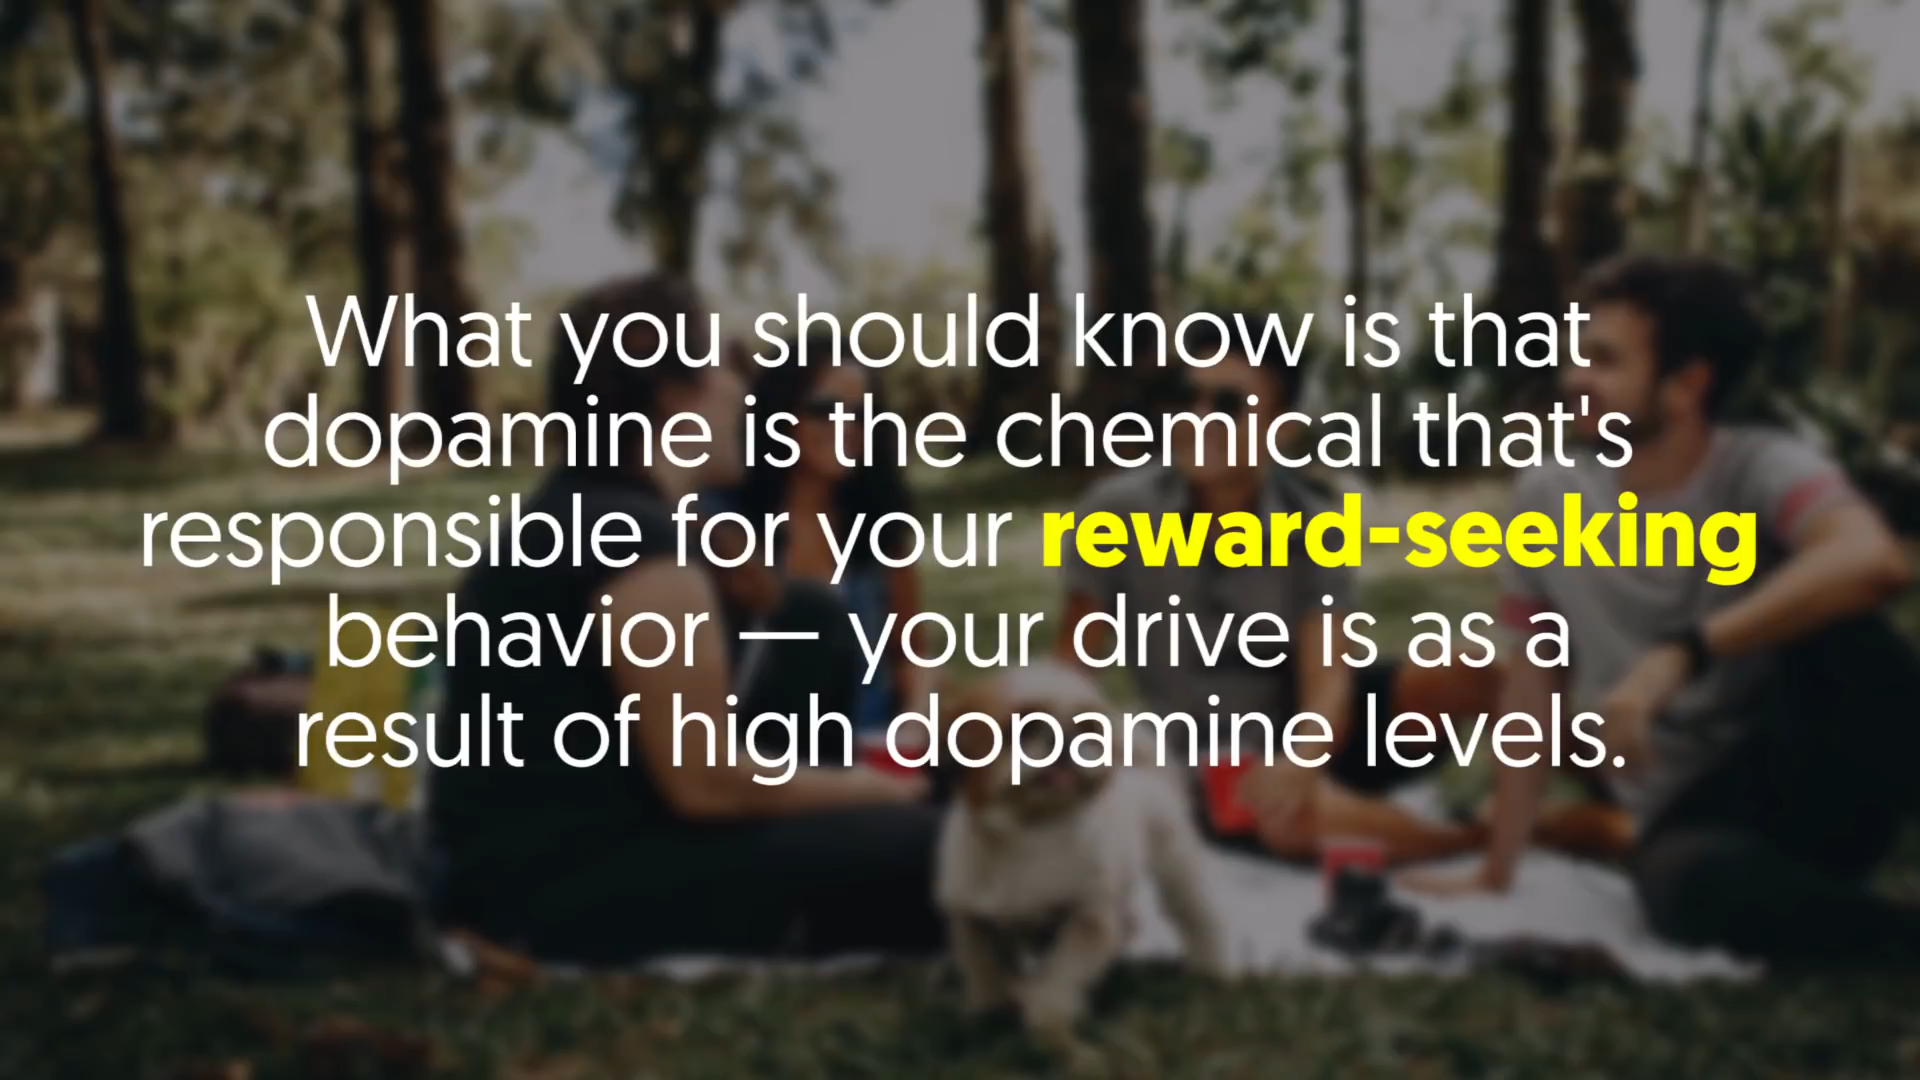 What you should know is that
dopamine is the chemical that's
responsible for your reward-seeking
behavior — your drive is as a
result of high dopamine levels.